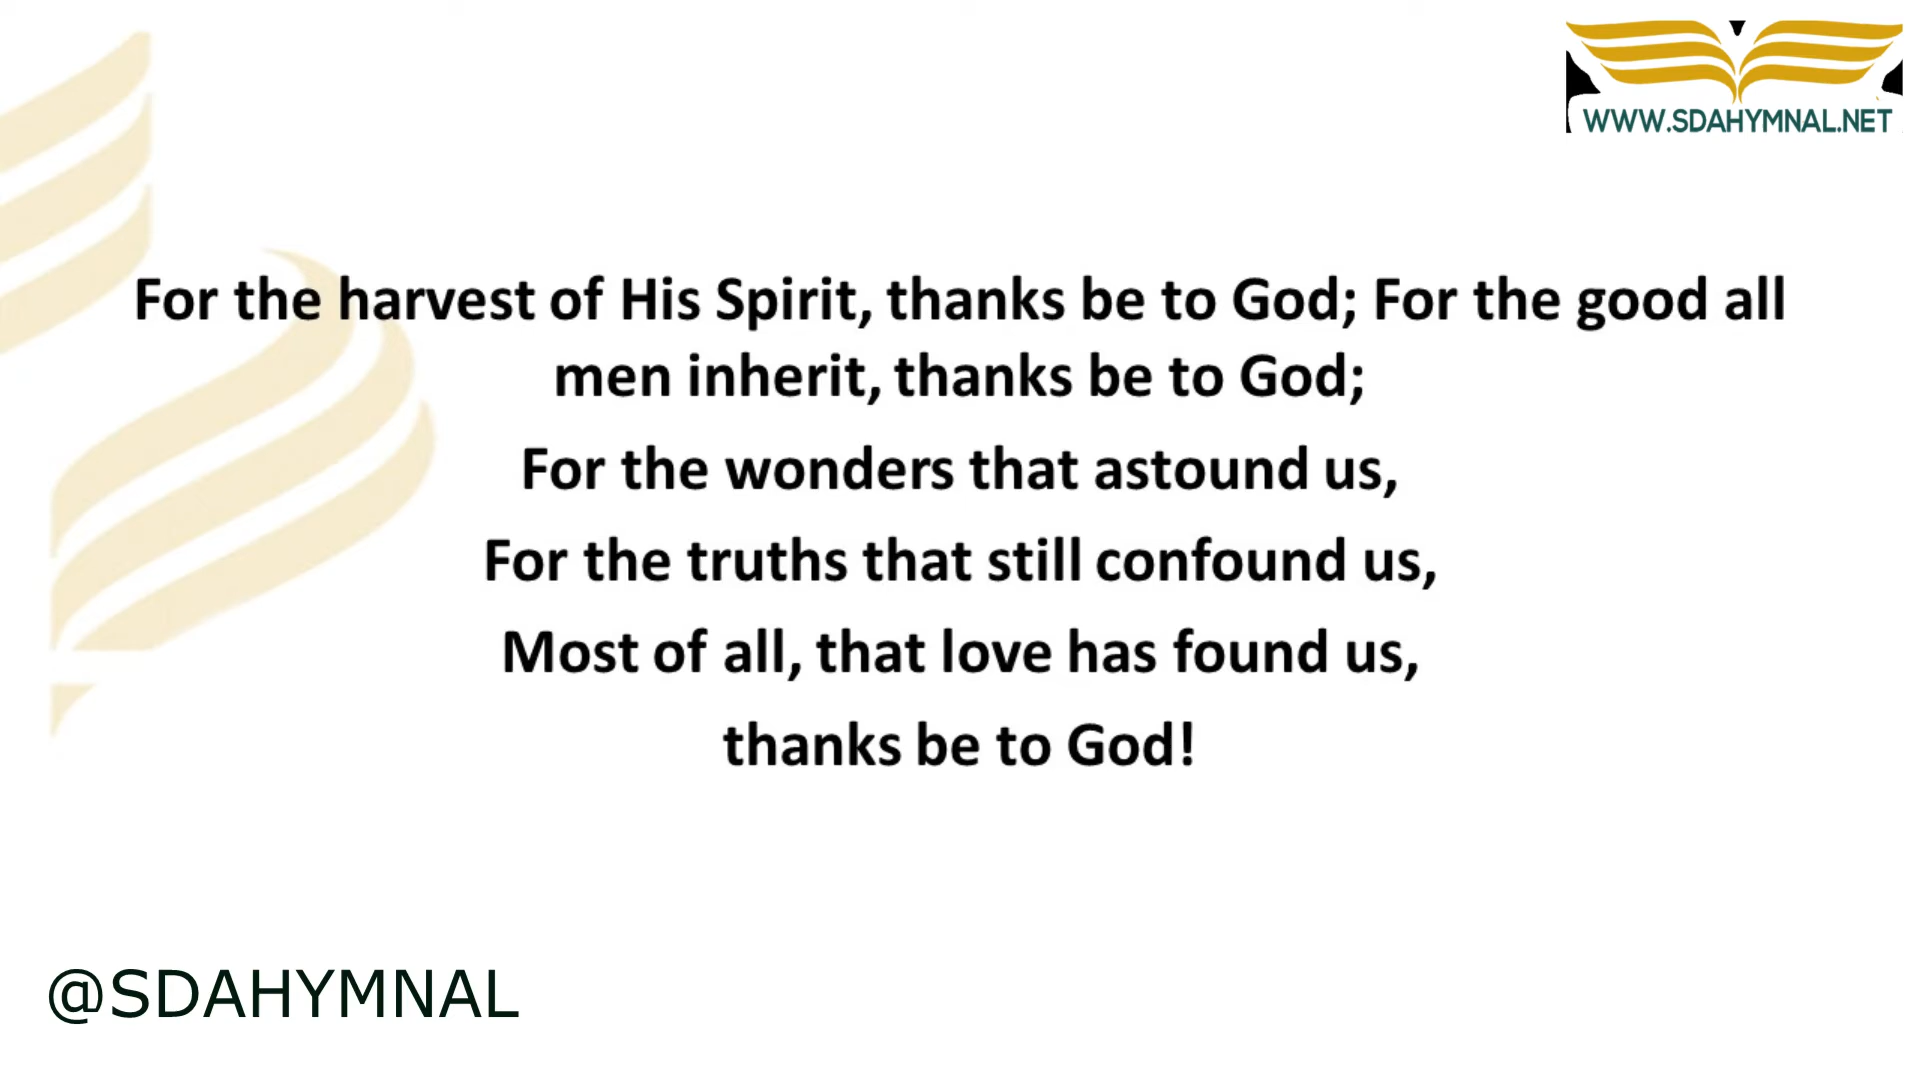 WWW.SDAHYMNAL.NET
For the harvest of His Spirit, thanks be to God; For the good all
men inherit, thanks be to God;
For the wonders that astound us,
For the truths that still confound us,
Most of all, that love has found us,
thanks be to God!
@SDAHYMNAL